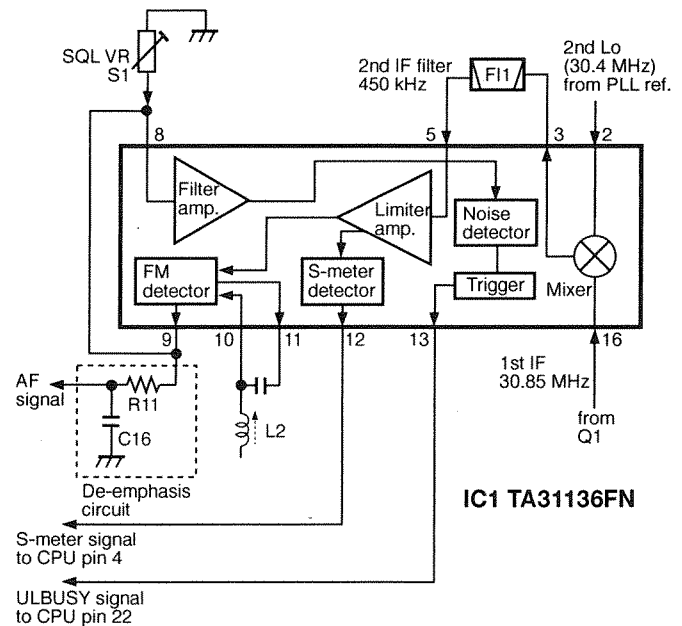 SQL VR
S1
2nd IF filter
450 kHz
FI1
2nd Lo
(30.4 MHz)
from PLL ref.
8
5
3
2
Filter
amp.
Limiter
amp.
Noise
detector
FM
detector
S-meter
detector
Trigger
Mixer
9
10
11
12
13
16
AF
signal
R11
C16
L2
1st IF
30.85 MHz
from
Q1
De-emphasis
circuit
IC1 TA31136FN
S-meter signal
to CPU pin 4
ULBUSY signal
to CPU pin 22